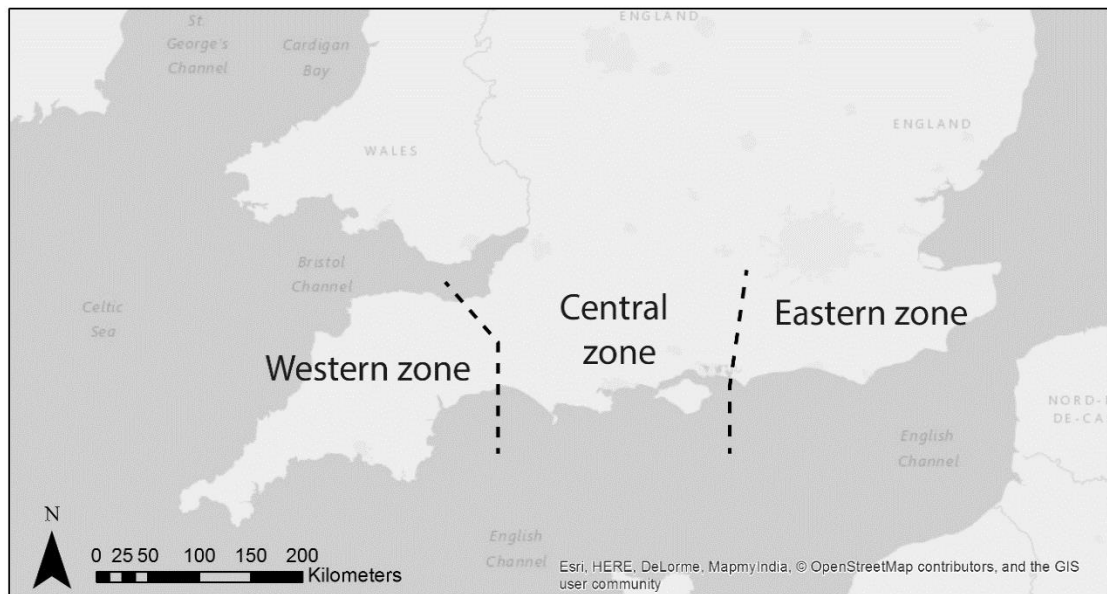 ENGLAND
St.
George's
Channel
Cardigan
Bay
ENGLAND
WALES
Bristol
Channel
Celtic
Sea
Central
zone
Eastern zone
Western zone
NORD-
DE-CA
English
Channel
N
0 25 50 100 150 200
Kilometers
English
Channel
Esri, HERE, DeLorme, MapmyIndia, © OpenStreetMap contributors, and the GIS
user community